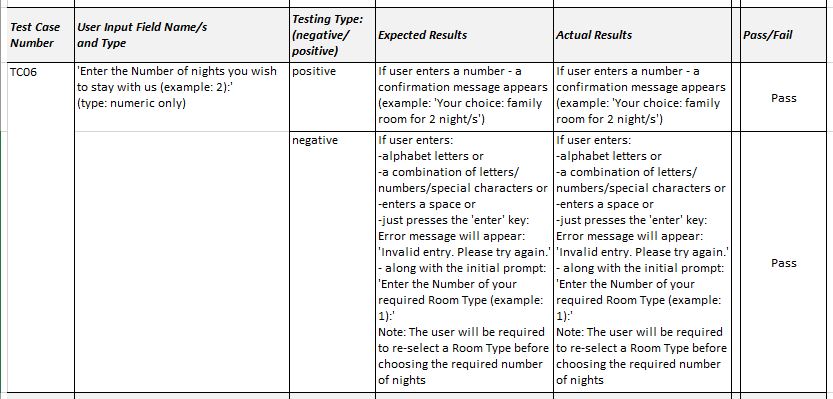 Test Case Number
User Input Field Name/s and Type
Testing Type: (negative/ positive)
Expected Results
Actual Results
Pass/Fail
TC06
'Enter the Number of nights you wish
to stay with us (example: 2):'
(type: numeric only)
positive
If user enters a number - a
confirmation message appears
(example: 'Your choice: family
room for 2 night/s')
If user enters a number - a
confirmation message appears
(example: 'Your choice: family
room for 2 night/s')
Pass
negative
If user enters:
-alphabet letters or
-a combination of letters/
numbers/special characters or
-enters a space or
-just presses the 'enter' key:
Error message will appear:
'Invalid entry. Please try again.'
- along with the initial prompt:
'Enter the Number of your
required Room Type (example:
1):'
Note: The user will be required
to re-select a Room Type before
choosing the required number
of nights
If user enters:
-alphabet letters or
-a combination of letters/
numbers/special characters or
-enters a space or
-just presses the 'enter' key:
Error message will appear:
'Invalid entry. Please try again.'
- along with the initial prompt:
'Enter the Number of your
required Room Type (example:
1):'
Note: The user will be required
to re-select a Room Type before
choosing the required number
of nights
Pass